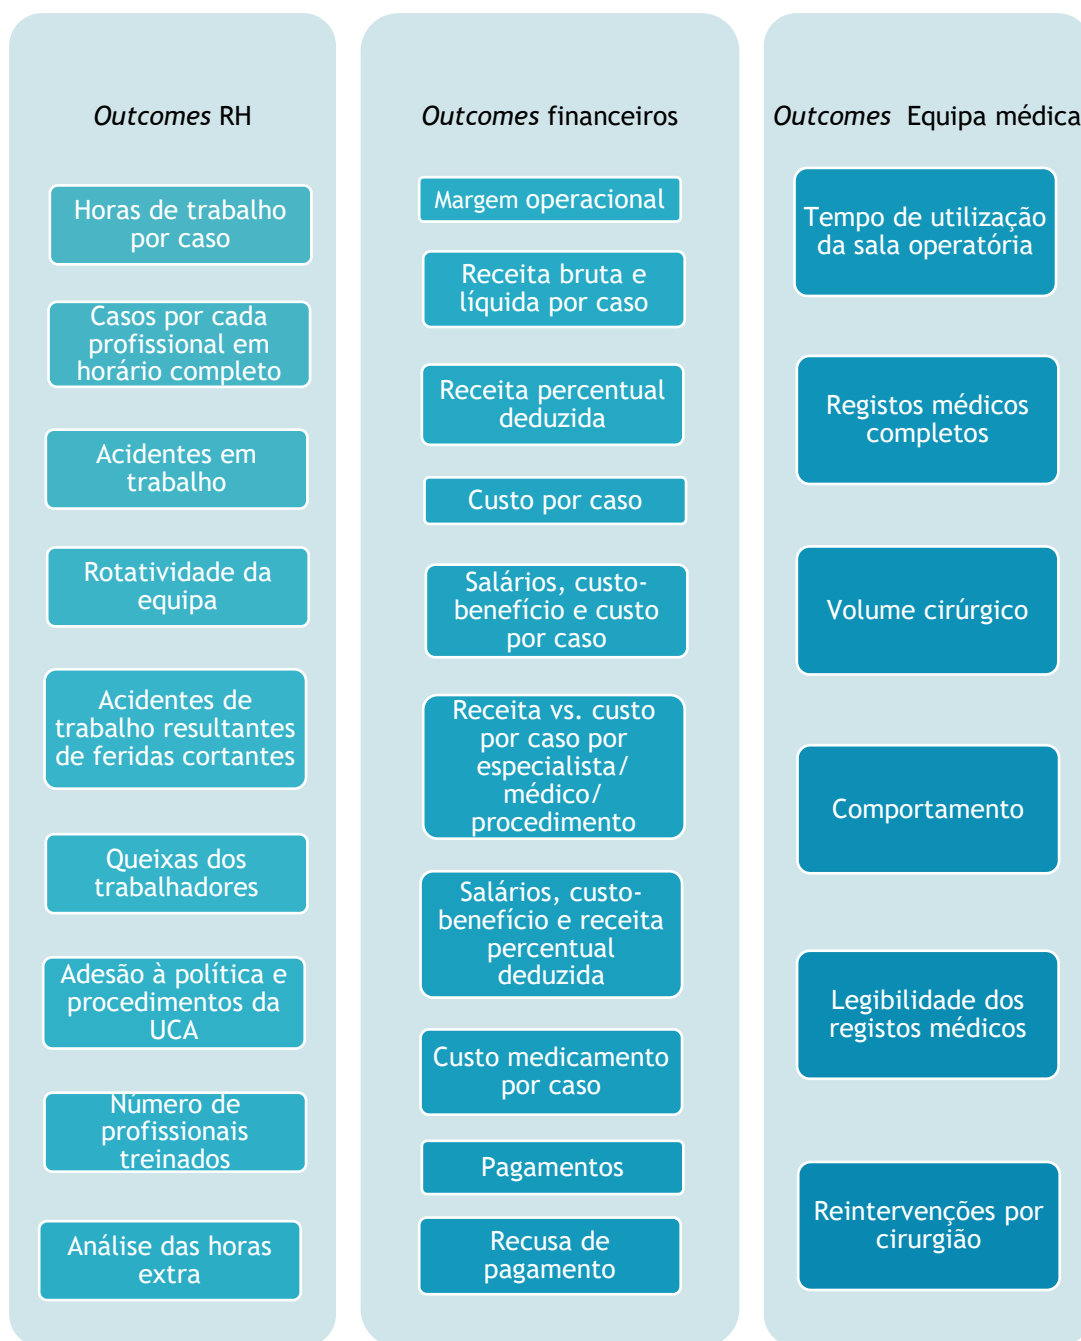 Outcomes RH
Horas de trabalho
por caso
Casos por cada
profissional em
horário completo
Acidentes em
trabalho
Rotatividade da
equipa
Acidentes de
trabalho resultantes
de feridas cortantes
Queixas dos
trabalhadores
Adesão à política e
procedimentos da
UCA
Número de
profissionais
treinados
Análise das horas
extra
Outcomes financeiros
Margem operacional
Receita bruta e
líquida por caso
Receita percentual
deduzida
Custo por caso
Salários, custo-
benefício e custo
por caso
Receita vs. custo
por caso por
especialista/
médico/
procedimento
Salários, custo-
benefício e receita
percentual
deduzida
Custo medicamento
por caso
Pagamentos
Recusa de
pagamento
Outcomes Equipa médica
Tempo de utilização
da sala operatória
Registos médicos
completos
Volume cirúrgico
Comportamento
Legibilidade dos
registos médicos
Reintervenções por
cirurgião